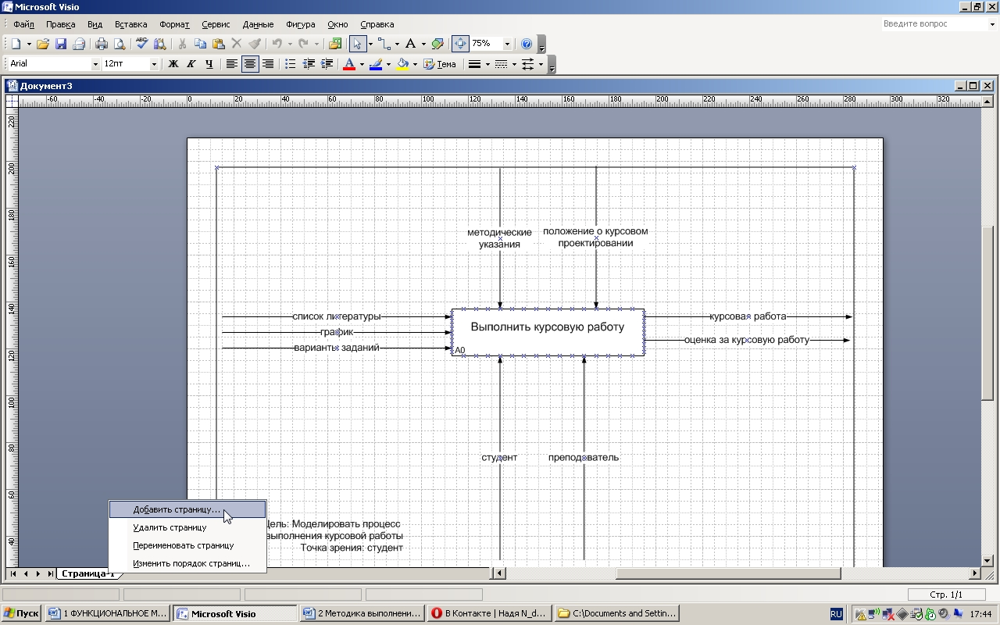 Microsoft Visio
Файл Правка Вид Вставка Формат Сервис Данные Фигура Окно Справка
Введите вопрос
75%
Arial 12пт Ж К Ч Тема
Документ3
-60 -40 -20 0 20 40 60 80 100 120 140 160 180 200 220 240 260 280 300 320
220
200
180
160
140
120
100
80
60
40
методические
указания
положение о курсовом
проектировании
список литературы
график
варианты заданий
Выполнить курсовую работу
A0
курсовая работа
оценка за курсовую работу
студент
преподаватель
Цель: Моделировать процесс
выполнения курсовой работы
Точка зрения: студент
Добавить страницу...
Удалить страницу
Переименовать страницу
Изменить порядок страниц...
Страница-1
Стр. 1/1
Пуск
1 ФУНКЦИОНАЛЬНОЕ М...
Microsoft Visio
2 Методика выполнени...
В Контакте | Надя N_d...
C:\Documents and Settin...
RU
17:44